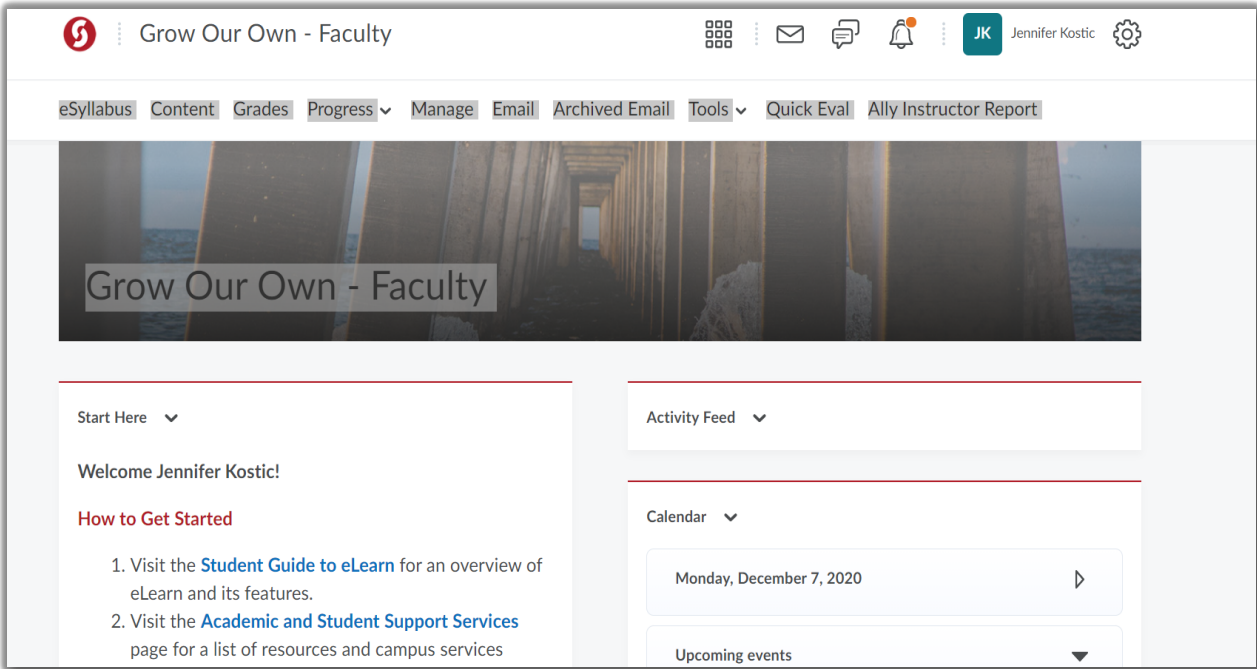 Grow Our Own - Faculty
JK Jennifer Kostic
eSyllabus Content Grades Progress Manage Email Archived Email Tools Quick Eval Ally Instructor Report
Grow Our Own - Faculty
Start Here
Welcome Jennifer Kostic!
How to Get Started
1. Visit the Student Guide to eLearn for an overview of
eLearn and its features.
2. Visit the Academic and Student Support Services
page for a list of resources and campus services
Activity Feed
Calendar
Monday, December 7, 2020
Upcoming events